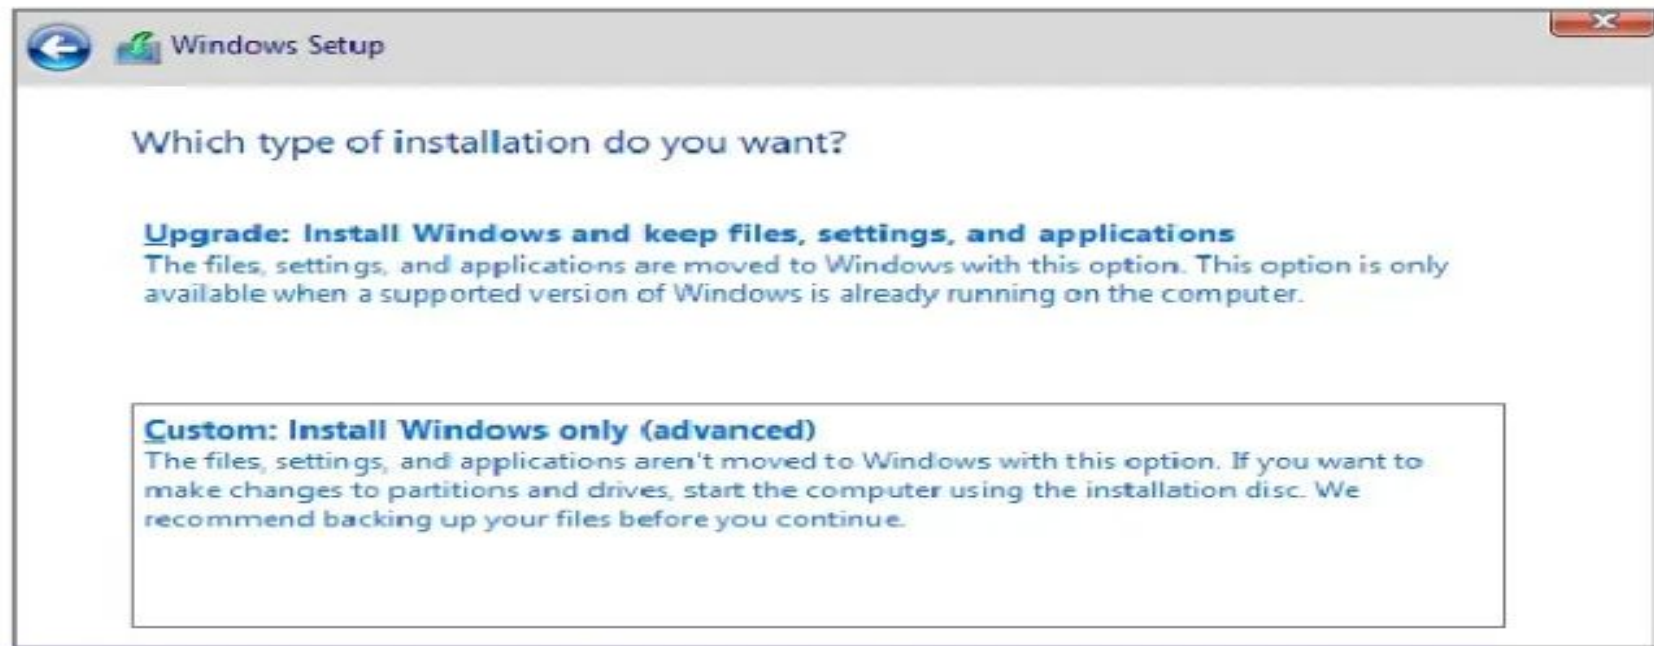 Windows Setup
Which type of installation do you want?
Upgrade: Install Windows and keep files, settings, and applications
The files, settings, and applications are moved to Windows with this option. This option is only
available when a supported version of Windows is already running on the computer.
Custom: Install Windows only (advanced)
The files, settings, and applications aren't moved to Windows with this option. If you want to
make changes to partitions and drives, start the computer using the installation disc. We
recommend backing up your files before you continue.